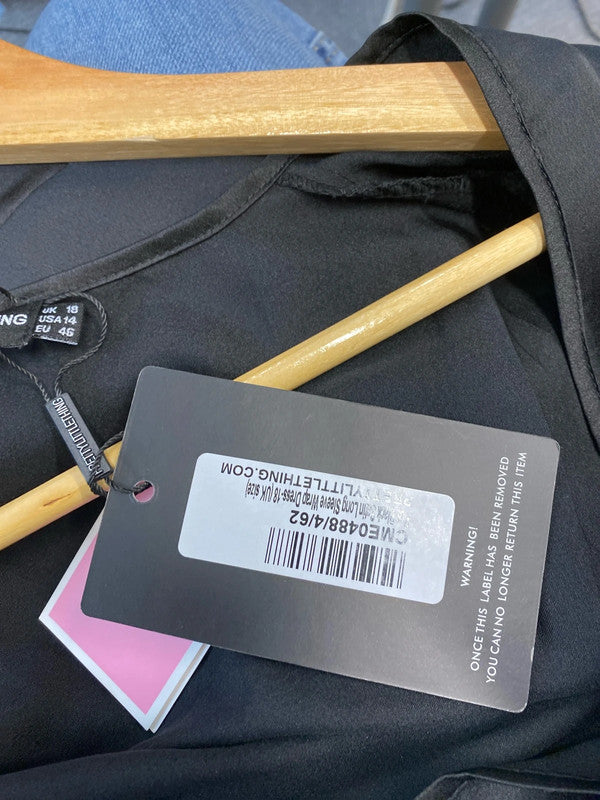 NG
UK 18
USA 14
EU 46
PRETTYLITTLETHING
CME0488/4/62
Long Sleeve Wrap Dress-18 (UK size)
PRETTYLITTLETHING.COM
WARNING!
ONCE THIS LABEL HAS BEEN REMOVED
YOU CAN NO LONGER RETURN THIS ITEM